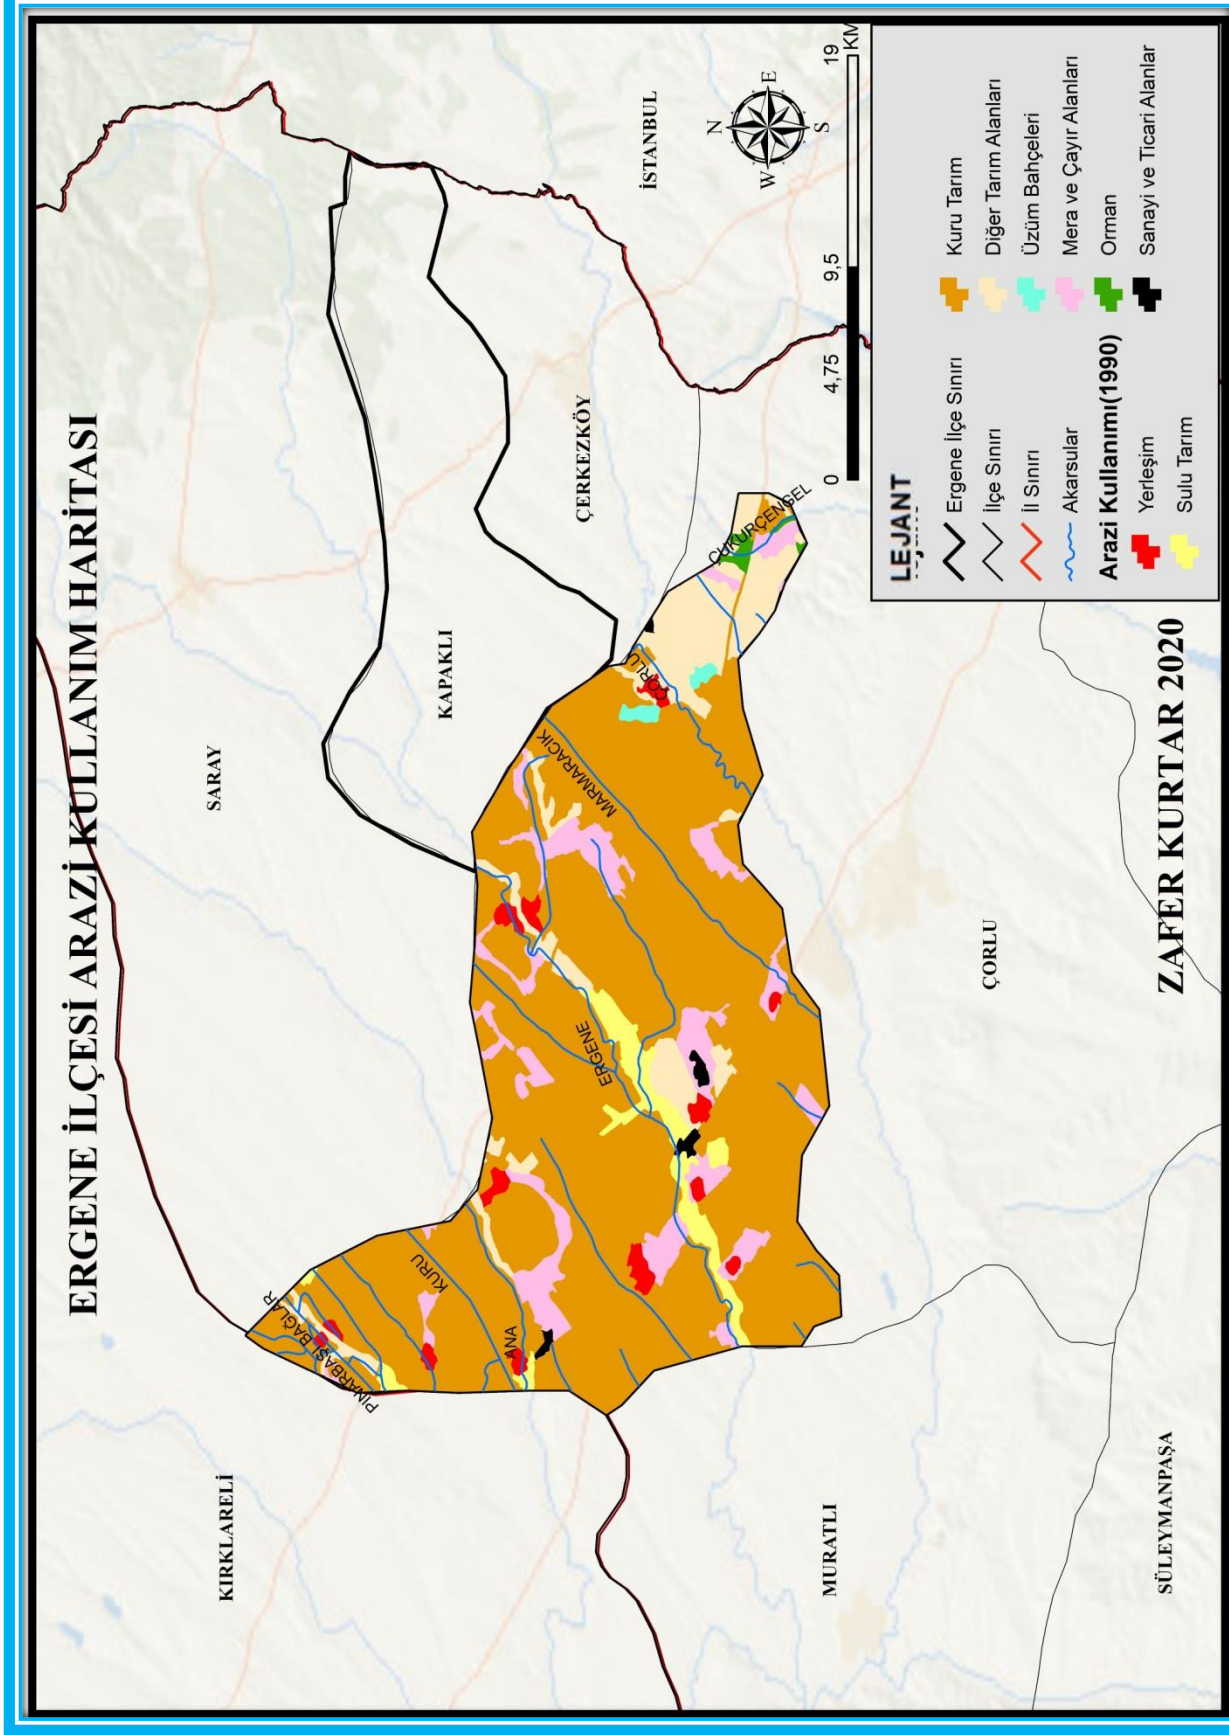 ERGENE İLÇESİ ARAZİ KULLANIM HARİTASI
KIRKLARELİ
SARAY
KAPAKLI
ÇERKEZKÖY
İSTANBUL
MURATLI
ÇORLU
SÜLEYMANPAŞA
PINARBAŞI
BAĞLAR
KURU
ANA
ERGENE
MARMARACIK
ÇORLU
ÇUKURÇENGEL
N
W
E
S
0 4,75 9,5 19
KM
LEJANT
Ergene İlçe Sınırı
İlçe Sınırı
İl Sınırı
Akarsular
Arazi Kullanımı(1990)
Yerleşim
Sulu Tarım
Kuru Tarım
Diğer Tarım Alanları
Üzüm Bahçeleri
Mera ve Çayır Alanları
Orman
Sanayi ve Ticari Alanlar
ZAFER KURTAR 2020